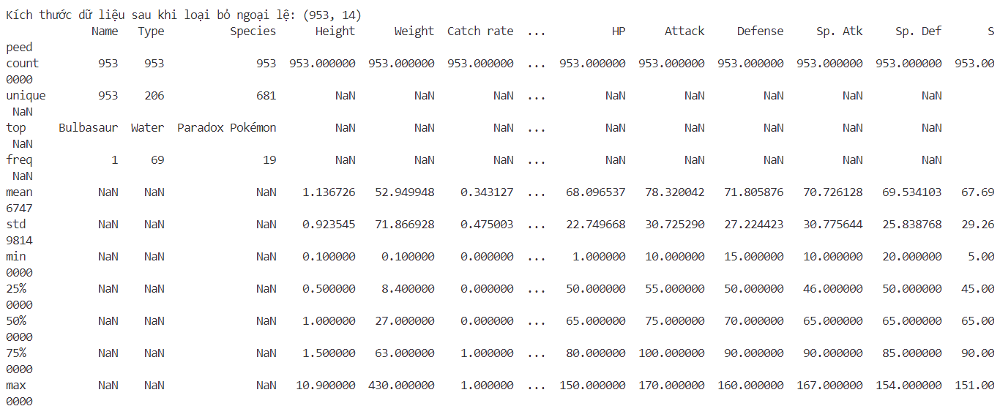 Kích thước dữ liệu sau khi loại bỏ ngoại lệ: (953, 14)
Name Type Species Height Weight Catch rate ... HP Attack Defense Sp. Atk Sp. Def S
peed
count 953 953 953 953.000000 953.000000 953.000000 ... 953.000000 953.000000 953.000000 953.000000 953.000000 953.00
0000
unique 953 206 681 NaN NaN NaN ... NaN NaN NaN NaN NaN
NaN
top Bulbasaur Water Paradox Pokémon NaN NaN NaN ... NaN NaN NaN NaN NaN
NaN
freq 1 69 19 NaN NaN NaN ... NaN NaN NaN NaN NaN
NaN
mean NaN NaN NaN 1.136726 52.949948 0.343127 ... 68.096537 78.320042 71.805876 70.726128 69.534103 67.69
6747
std NaN NaN NaN 0.923545 71.866928 0.475003 ... 22.749668 30.725290 27.224423 30.775644 25.838768 29.26
9814
min NaN NaN NaN 0.100000 0.100000 0.000000 ... 1.000000 10.000000 15.000000 10.000000 20.000000 5.00
0000
25% NaN NaN NaN 0.500000 8.400000 0.000000 ... 50.000000 55.000000 50.000000 46.000000 50.000000 45.00
0000
50% NaN NaN NaN 1.000000 27.000000 0.000000 ... 65.000000 75.000000 70.000000 65.000000 65.000000 65.00
0000
75% NaN NaN NaN 1.500000 63.000000 1.000000 ... 80.000000 100.000000 90.000000 90.000000 85.000000 90.00
0000
max NaN NaN NaN 10.900000 430.000000 1.000000 ... 150.000000 170.000000 160.000000 167.000000 154.000000 151.00
0000